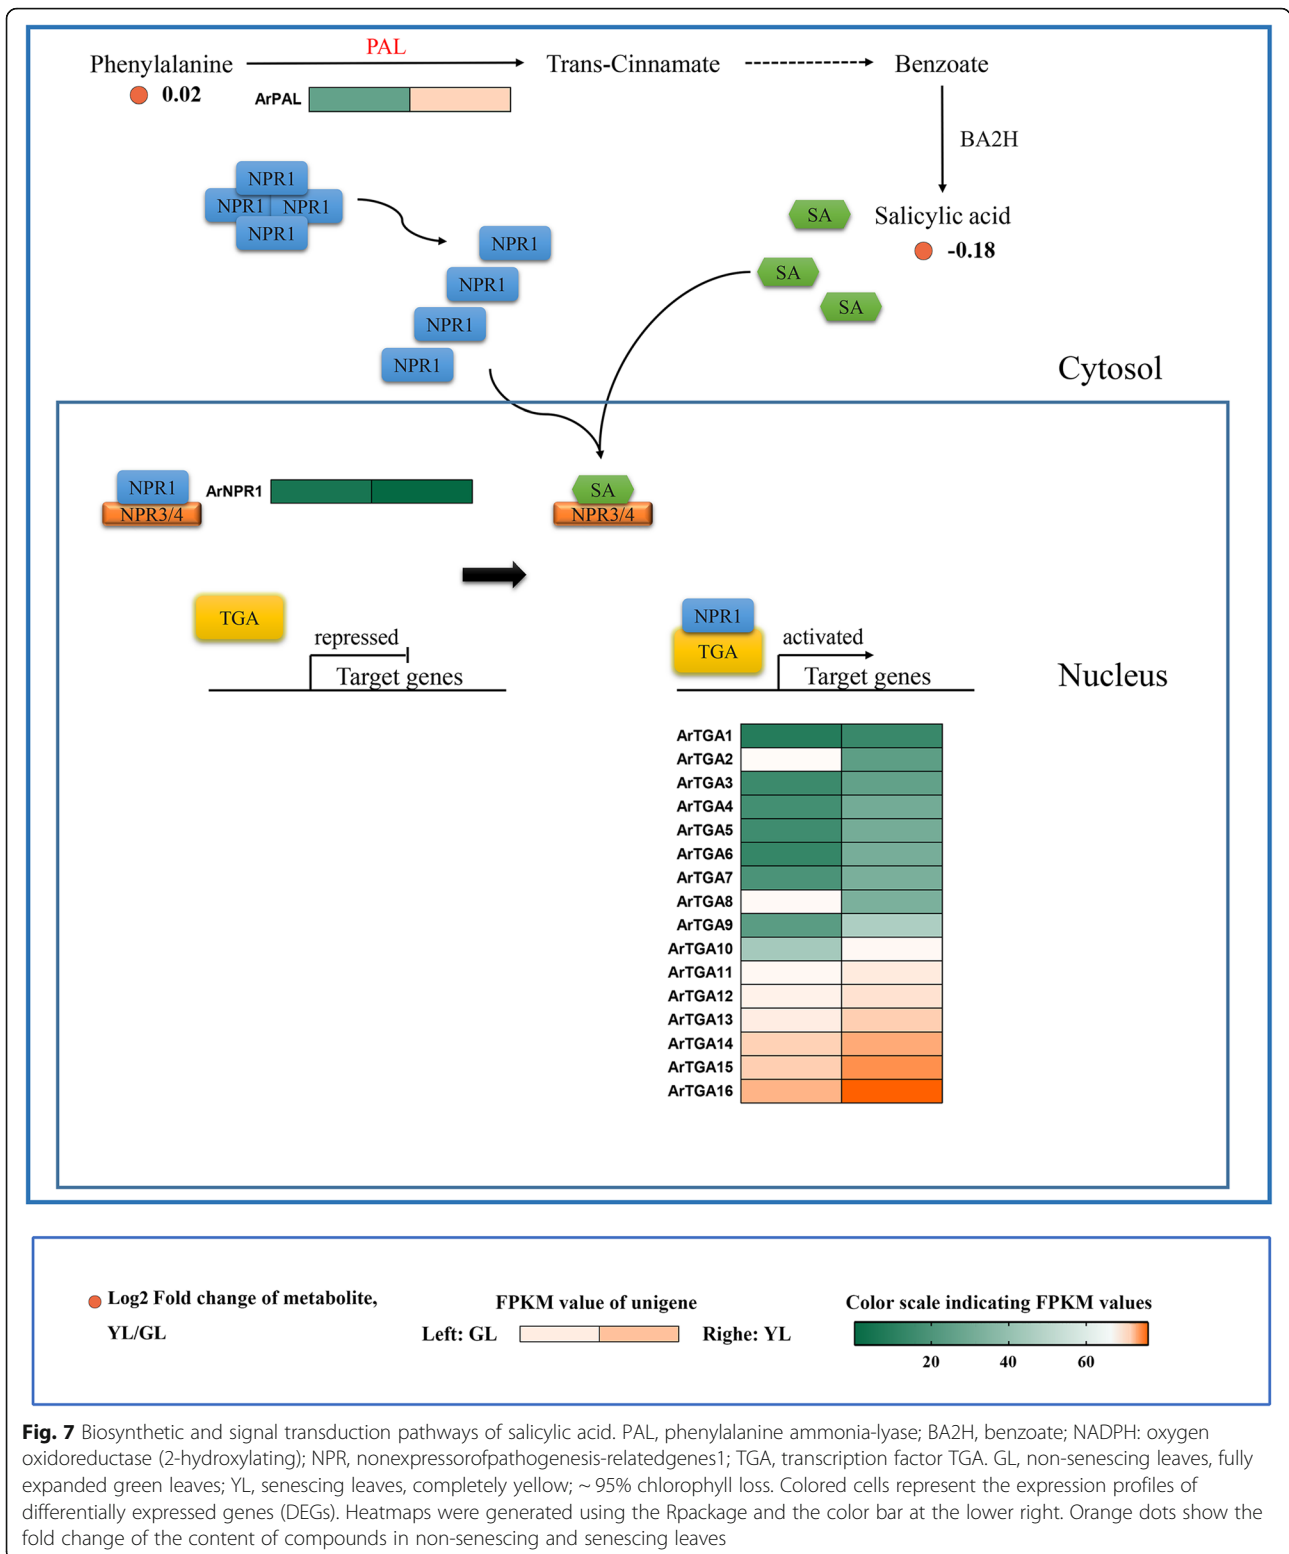 PAL
Phenylalanine
Trans-Cinnamate
Benzoate
0.02
ArPAL
BA2H
NPR1
NPR1
NPR1
NPR1
SA
Salicylic acid
-0.18
NPR1
SA
NPR1
SA
NPR1
NPR1
Cytosol
NPR1
NPR3/4
ArNPR1
SA
NPR3/4
TGA
repressed
Target genes
NPR1
TGA
activated
Target genes
Nucleus
ArTGA1
ArTGA2
ArTGA3
ArTGA4
ArTGA5
ArTGA6
ArTGA7
ArTGA8
ArTGA9
ArTGA10
ArTGA11
ArTGA12
ArTGA13
ArTGA14
ArTGA15
ArTGA16
Log2 Fold change of metabolite,
YL/GL
FPKM value of unigene
Left: GL
Righe: YL
Color scale indicating FPKM values
20 40 60
Fig. 7 Biosynthetic and signal transduction pathways of salicylic acid. PAL, phenylalanine ammonia-lyase; BA2H, benzoate; NADPH: oxygen
oxidoreductase (2-hydroxylating); NPR, nonexpressorofpathogenesis-relatedgenes1; TGA, transcription factor TGA. GL, non-senescing leaves, fully
expanded green leaves; YL, senescing leaves, completely yellow; ~ 95% chlorophyll loss. Colored cells represent the expression profiles of
differentially expressed genes (DEGs). Heatmaps were generated using the Rpackage and the color bar at the lower right. Orange dots show the
fold change of the content of compounds in non-senescing and senescing leaves